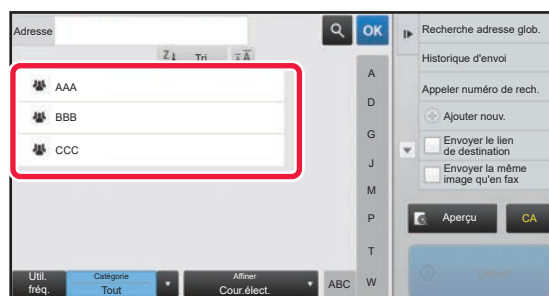 Adresse
OK
Tri
AAA
BBB
CCC
A
D
G
J
M
P
T
W
ABC
Util.
fréq.
Catégorie
Tout
Affiner
Cour.élect.
Recherche adresse glob.
Historique d'envoi
Appeler numéro de rech.
Ajouter nouv.
Envoyer le lien
de destination
Envoyer la même
image qu'en fax
Aperçu
CA